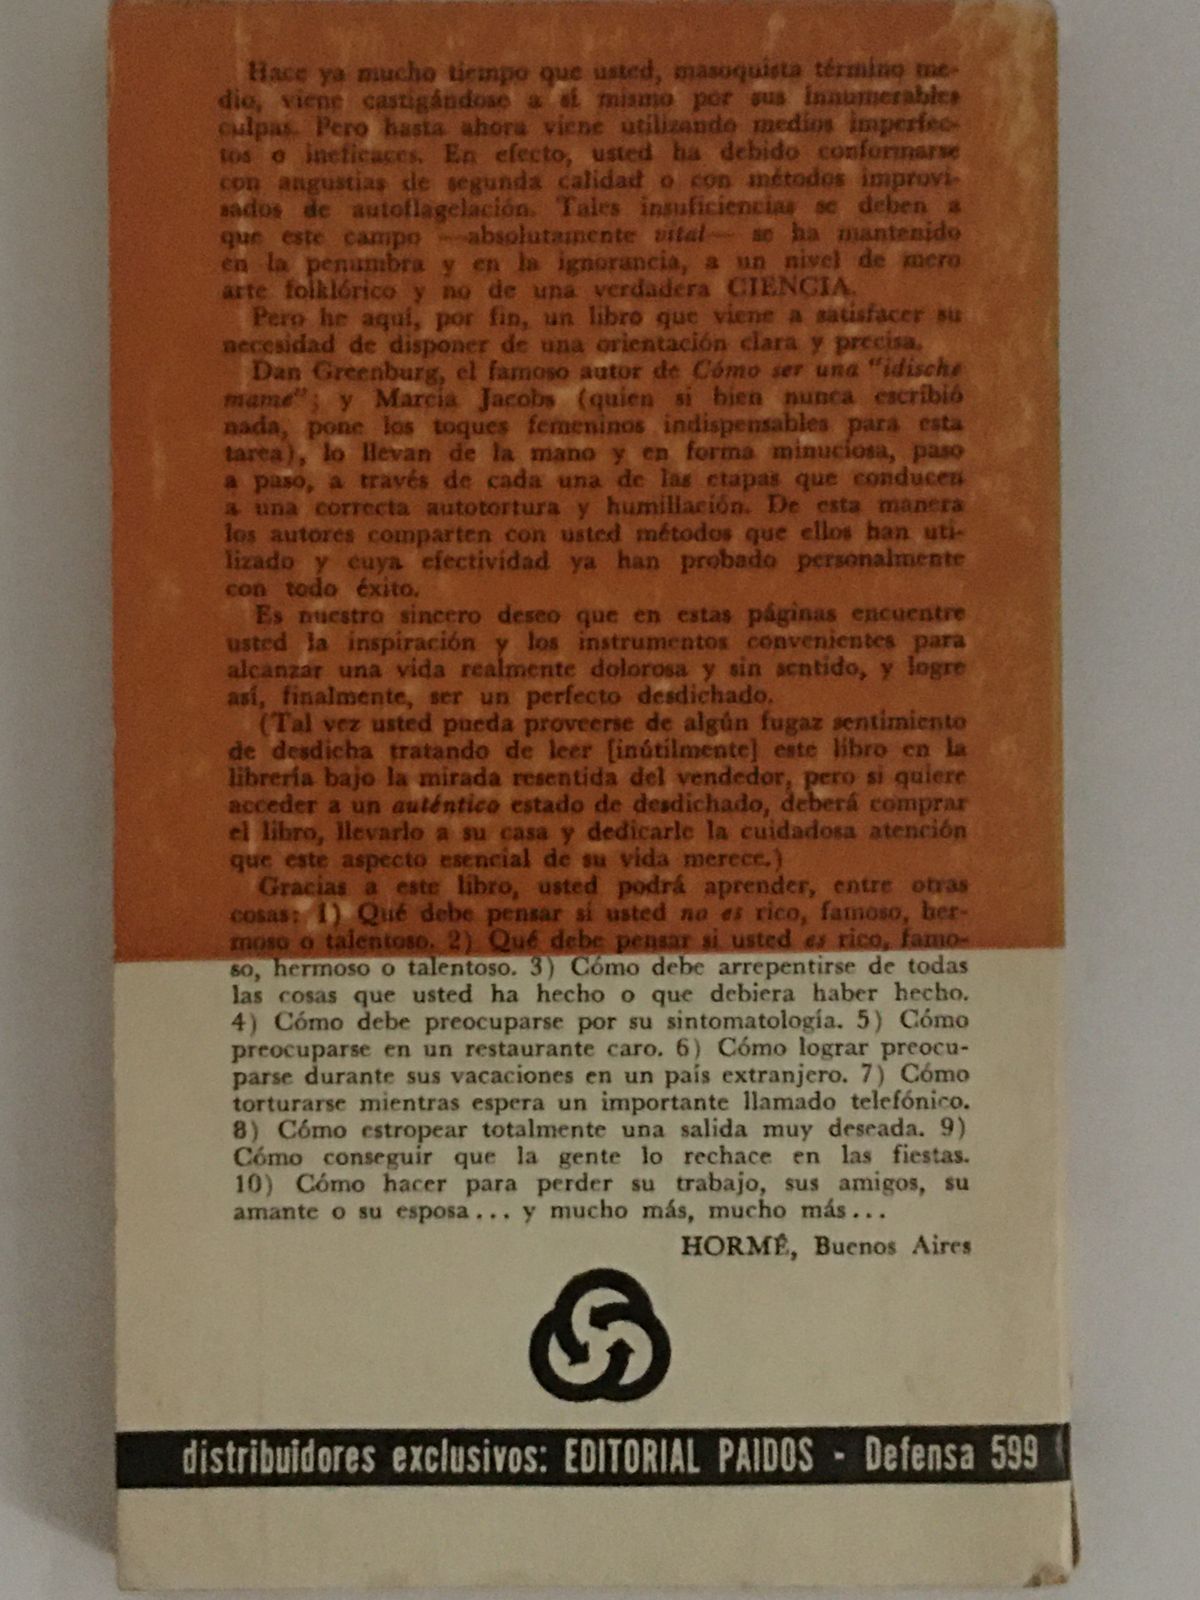 Hace ya mucho tiempo que usted, masoquista término me-
dio, viene castigándose a sí mismo por sus innumerables
culpas. Pero hasta ahora viene utilizando medios imperfec-
tos o ineficaces. En efecto, usted ha debido conformarse
con angustias de segunda calidad o con métodos improvi-
sados de autoflagelación. Tales insuficiencias se deben a
que este campo —absolutamente vital— se ha mantenido
en la penumbra y en la ignorancia, a un nivel de mero
arte folklórico y no de una verdadera CIENCIA.
Pero he aquí, por fin, un libro que viene a satisfacer su
necesidad de disponer de una orientación clara y precisa.
Dan Greenburg, el famoso autor de Cómo ser una "idische
mame"; y Marcia Jacobs (quien si bien nunca escribió
nada, pone los toques femeninos indispensables para esta
tarea), lo llevan de la mano y en forma minuciosa, paso
a paso, a través de cada una de las etapas que conducen
a una correcta autotortura y humillación. De esta manera
los autores comparten con usted métodos que ellos han uti-
lizado y cuya efectividad ya han probado personalmente
con todo éxito.
Es nuestro sincero deseo que en estas páginas encuentre
usted la inspiración y los instrumentos convenientes para
alcanzar una vida realmente dolorosa y sin sentido, y logre
así, finalmente, ser un perfecto desdichado.
(Tal vez usted pueda proveerse de algún fugaz sentimiento
de desdicha tratando de leer [inútilmente] este libro en la
librería bajo la mirada resentida del vendedor, pero si quiere
acceder a un auténtico estado de desdichado, deberá comprar
el libro, llevarlo a su casa y dedicarle la cuidadosa atención
que este aspecto esencial de su vida merece.)
Gracias a este libro, usted podrá aprender, entre otras
cosas: 1) Qué debe pensar si usted no es rico, famoso, her-
moso o talentoso. 2) Qué debe pensar si usted es rico, famo-
so, hermoso o talentoso. 3) Cómo debe arrepentirse de todas
las cosas que usted ha hecho o que debiera haber hecho.
4) Cómo debe preocuparse por su sintomatología. 5) Cómo
preocuparse en un restaurante caro. 6) Cómo lograr preocu-
parse durante sus vacaciones en un país extranjero. 7) Cómo
torturarse mientras espera un importante llamado telefónico.
8) Cómo estropear totalmente una salida muy deseada. 9)
Cómo conseguir que la gente lo rechace en las fiestas.
10) Cómo hacer para perder su trabajo, sus amigos, su
amante o su esposa... y mucho más, mucho más...
HORMÉ, Buenos Aires
distribuidores exclusivos: EDITORIAL PAIDOS - Defensa 599